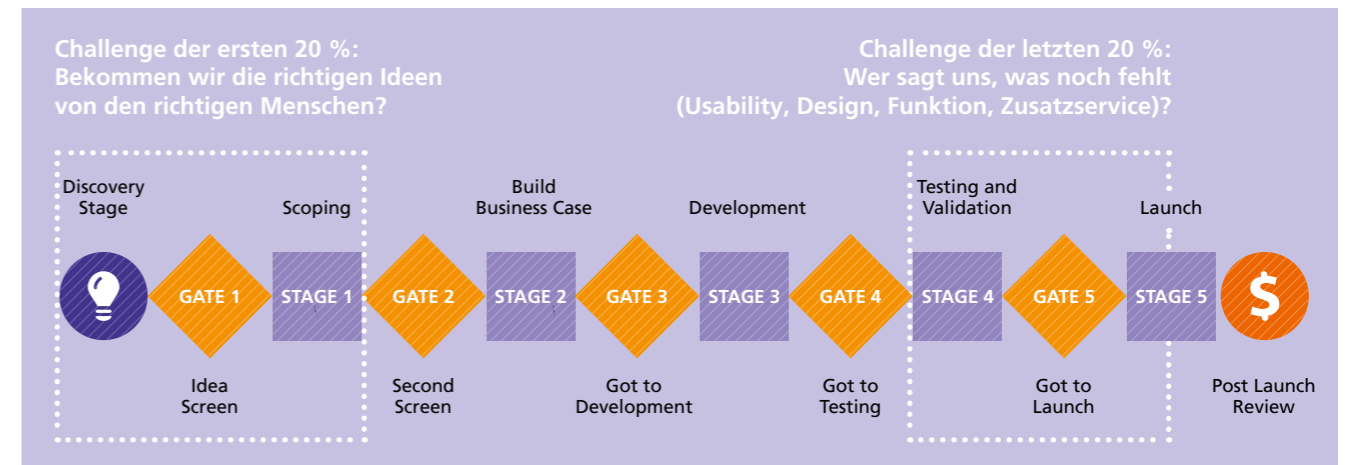 Challenge der ersten 20 %:
Bekommen wir die richtigen Ideen
von den richtigen Menschen?
Challenge der letzten 20 %:
Wer sagt uns, was noch fehlt
(Usability, Design, Funktion, Zusatzservice)?
Discovery
Stage
Scoping
Build
Business Case
Development
Testing and
Validation
Launch
GATE 1
STAGE 1
GATE 2
STAGE 2
GATE 3
STAGE 3
GATE 4
STAGE 4
GATE 5
STAGE 5
$
Idea
Screen
Second
Screen
Got to
Development
Got to
Testing
Got to
Launch
Post Launch
Review